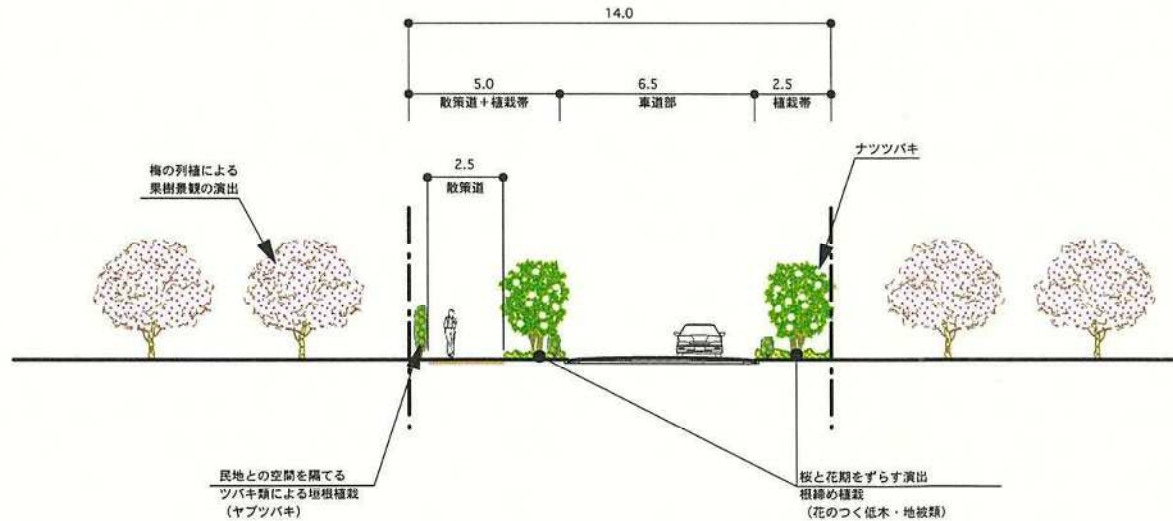 14.0
5.0
散策道+植栽帯
6.5
車道部
2.5
植栽帯
2.5
散策道
ナツツバキ
梅の列植による
果樹景観の演出
民地との空間を隔てる
ツバキ類による垣根植栽
(ヤブツバキ)
桜と花期をずらす演出
根締め植栽
(花のつく低木・地被類)